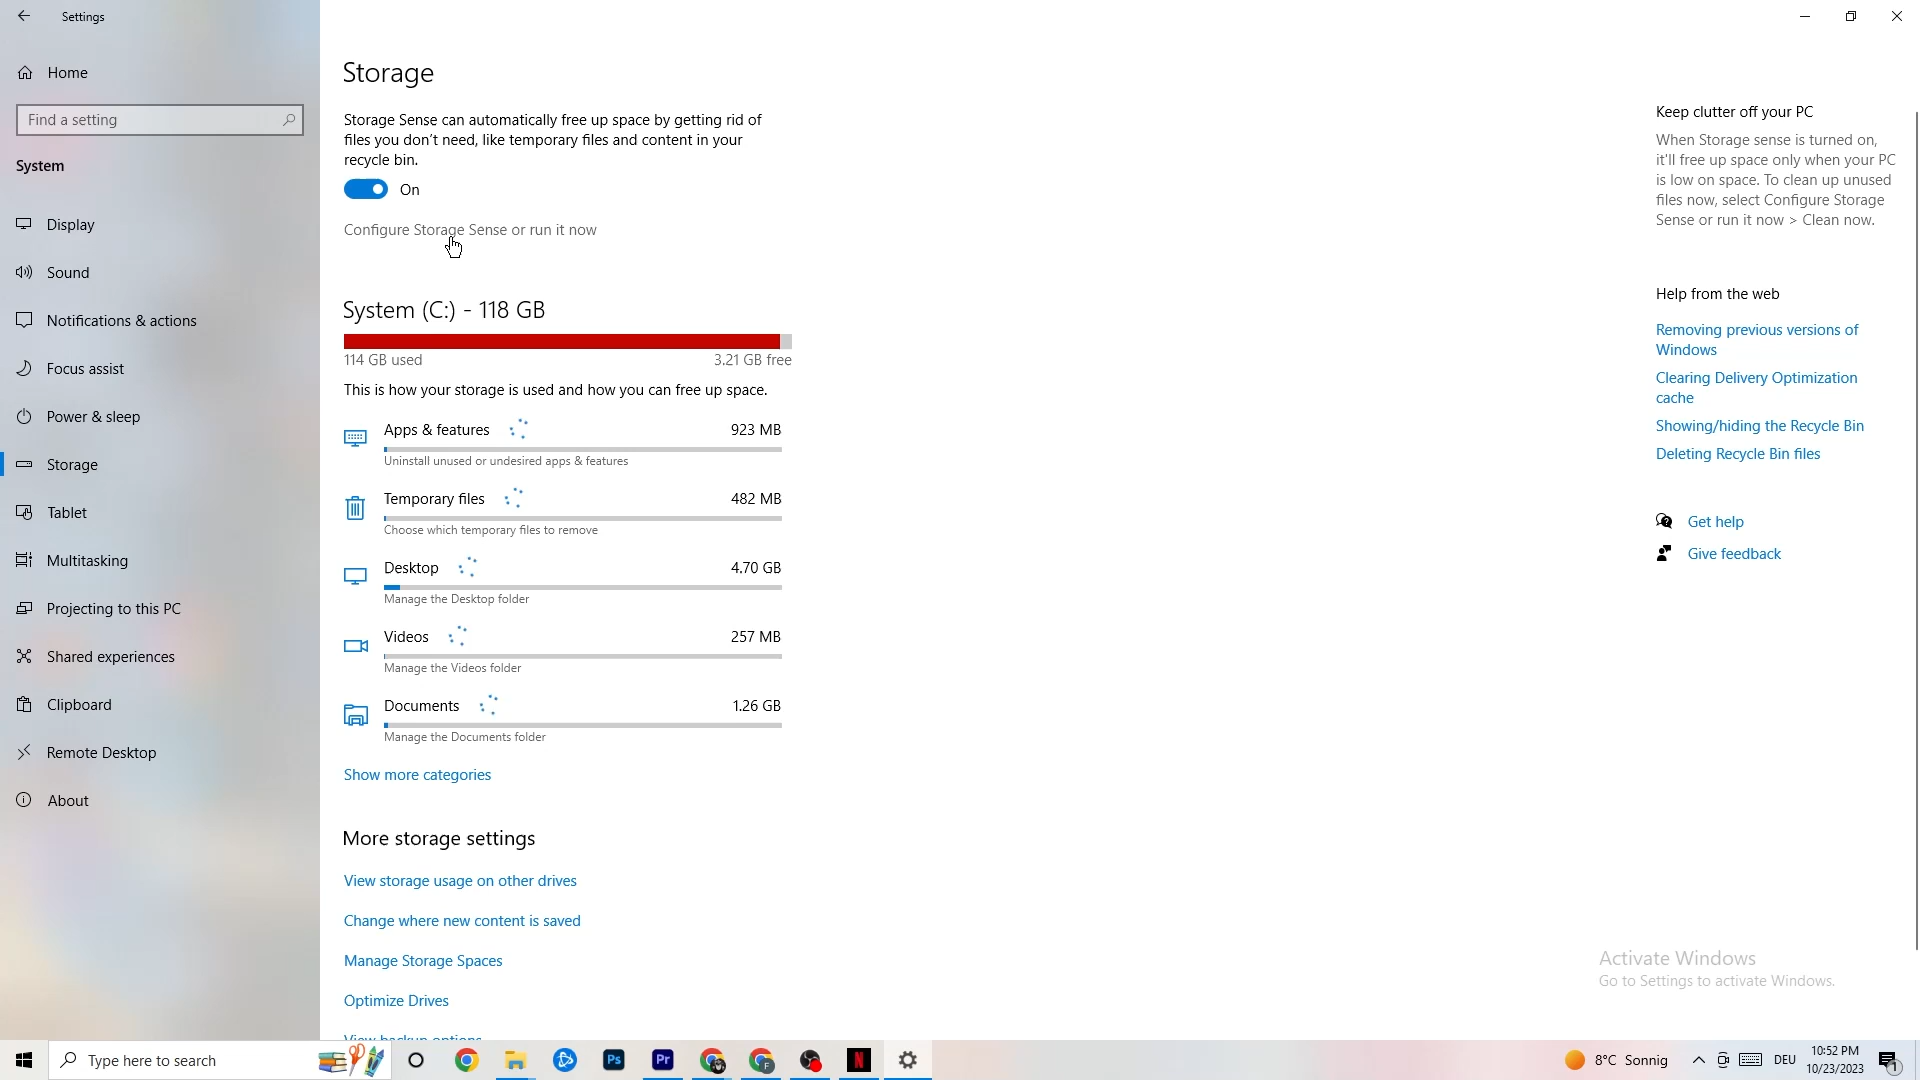 Settings
Home
Find a setting
System
Display
Sound
Notifications & actions
Focus assist
Power & sleep
Storage
Tablet
Multitasking
Projecting to this PC
Shared experiences
Clipboard
Remote Desktop
About
Storage
Storage Sense can automatically free up space by getting rid of
files you don't need, like temporary files and content in your
recycle bin.
On
Configure Storage Sense or run it now
System (C:) - 118 GB
114 GB used 3.21 GB free
This is how your storage is used and how you can free up space.
Apps & features 923 MB
Uninstall unused or undesired apps & features
Temporary files 482 MB
Choose which temporary files to remove
Desktop 4.70 GB
Manage the Desktop folder
Videos 257 MB
Manage the Videos folder
Documents 1.26 GB
Manage the Documents folder
Show more categories
More storage settings
View storage usage on other drives
Change where new content is saved
Manage Storage Spaces
Optimize Drives
View backup options
Keep clutter off your PC
When Storage sense is turned on,
it'll free up space only when your PC
is low on space. To clean up unused
files now, select Configure Storage
Sense or run it now > Clean now.
Help from the web
Removing previous versions of
Windows
Clearing Delivery Optimization
cache
Showing/hiding the Recycle Bin
Deleting Recycle Bin files
Get help
Give feedback
Activate Windows
Go to Settings to activate Windows.
Type here to search
Ps
Pr
F
N
8°C Sonnig
DEU
10:52 PM
10/23/2023
1